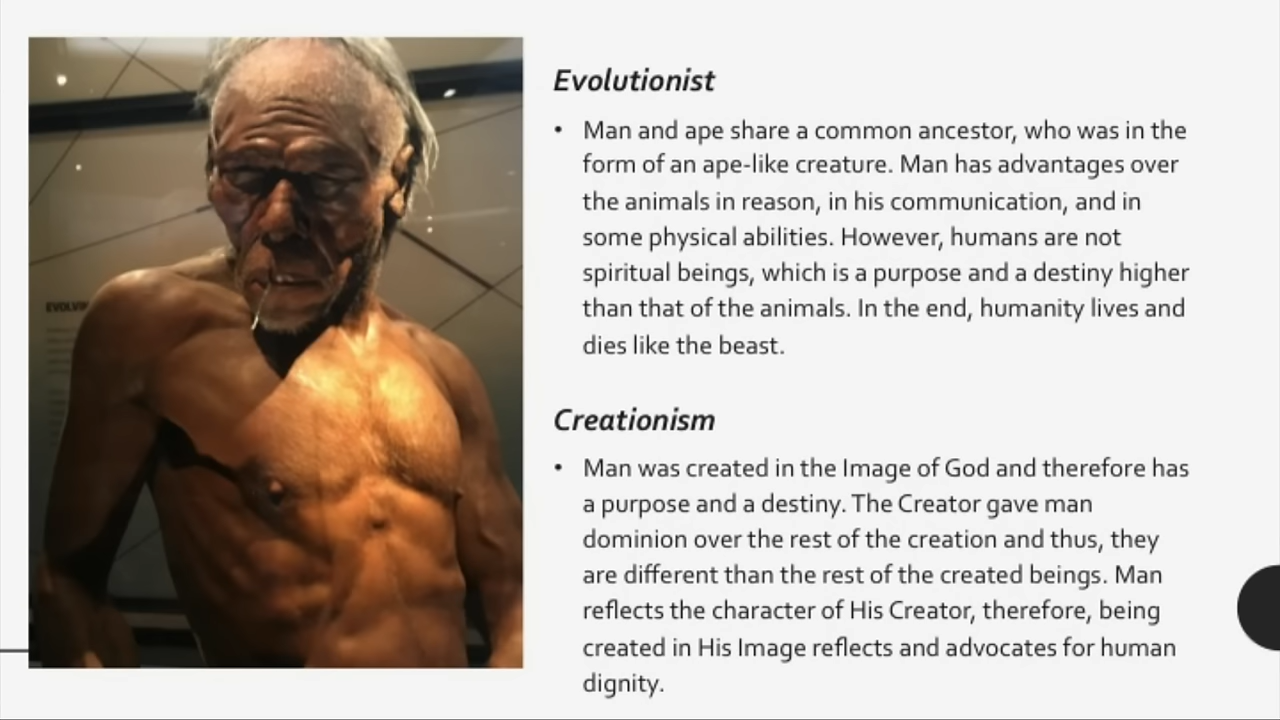 Evolutionist
• Man and ape share a common ancestor, who was in the
form of an ape-like creature. Man has advantages over
the animals in reason, in his communication, and in
some physical abilities. However, humans are not
spiritual beings, which is a purpose and a destiny higher
than that of the animals. In the end, humanity lives and
dies like the beast.
Creationism
• Man was created in the Image of God and therefore has
a purpose and a destiny. The Creator gave man
dominion over the rest of the creation and thus, they
are different than the rest of the created beings. Man
reflects the character of His Creator, therefore, being
created in His Image reflects and advocates for human
dignity.